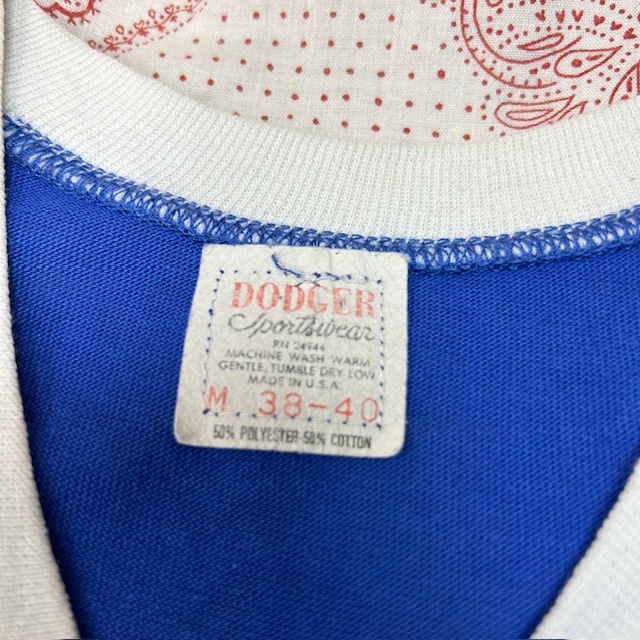 DODGER
Sportswear
RN 24944
MACHINE WASH WARM
GENTLE, TUMBLE DRY LOW
MADE IN U.S.A.
M 38-40
50% POLYESTER-50% COTTON